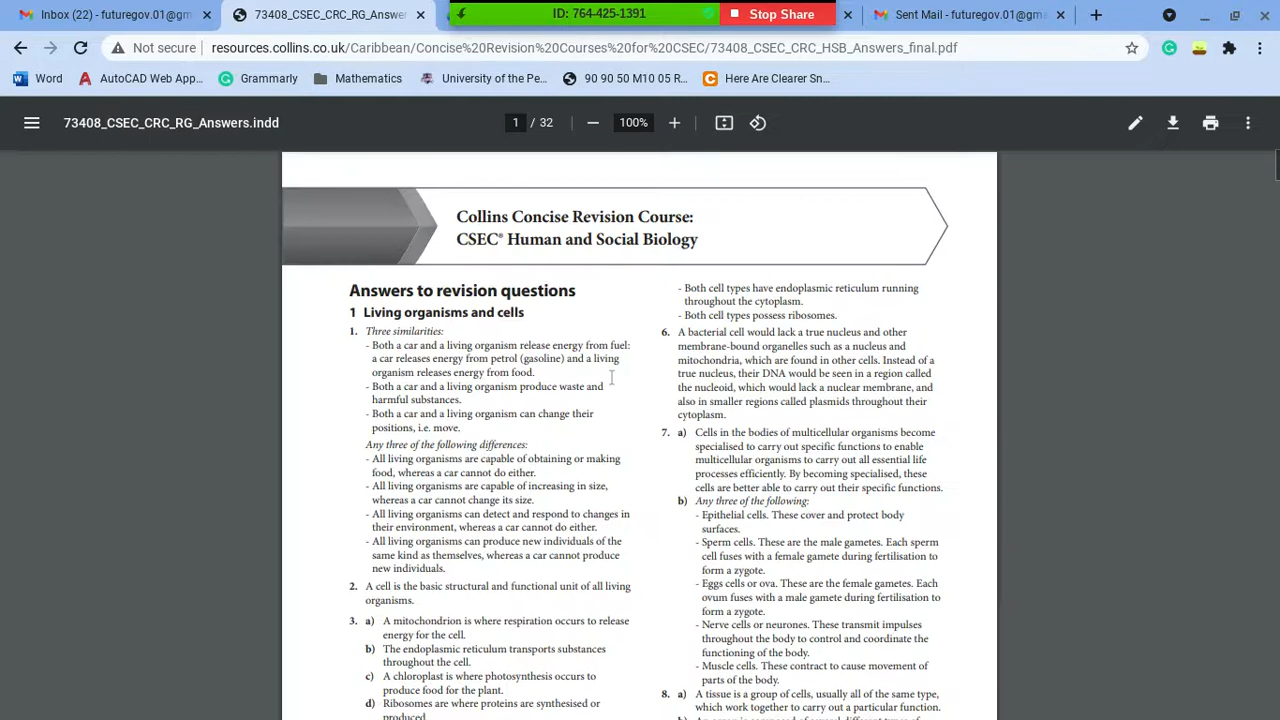 Inbox (22) - futuregov.01@gm
73408_CSEC_CRC_RG_Answe
ID: 764-425-1391
Stop Share
Sent Mail - futuregov.01@gma
Not secure
resources.collins.co.uk/Caribbean/Concise%20Revision%20Courses%20for%20CSEC/73408_CSEC_CRC_HSB_Answers_final.pdf
Word
AutoCAD Web App...
Grammarly
Mathematics
University of the Pe...
90 90 50 M10 05 R...
Here Are Clearer Sn...
73408_CSEC_CRC_RG_Answers.indd
1 / 32
100%
Collins Concise Revision Course:
CSEC® Human and Social Biology
Answers to revision questions
1 Living organisms and cells
1. Three similarities:
- Both a car and a living organism release energy from fuel:
a car releases energy from petrol (gasoline) and a living
organism releases energy from food.
- Both a car and a living organism produce waste and
harmful substances.
- Both a car and a living organism can change their
positions, i.e. move.
Any three of the following differences:
- All living organisms are capable of obtaining or making
food, whereas a car cannot do either.
- All living organisms are capable of increasing in size,
whereas a car cannot change its size.
- All living organisms can detect and respond to changes in
their environment, whereas a car cannot do either.
- All living organisms can produce new individuals of the
same kind as themselves, whereas a car cannot produce
new individuals.
2. A cell is the basic structural and functional unit of all living
organisms.
3. a) A mitochondrion is where respiration occurs to release
energy for the cell.
b) The endoplasmic reticulum transports substances
throughout the cell.
c) A chloroplast is where photosynthesis occurs to
produce food for the plant.
d) Ribosomes are where proteins are synthesised or
produced.
- Both cell types have endoplasmic reticulum running
throughout the cytoplasm.
- Both cell types possess ribosomes.
6. A bacterial cell would lack a true nucleus and other
membrane-bound organelles such as a nucleus and
mitochondria, which are found in other cells. Instead of a
true nucleus, their DNA would be seen in a region called
the nucleoid, which would lack a nuclear membrane, and
also in smaller regions called plasmids throughout their
cytoplasm.
7. a) Cells in the bodies of multicellular organisms become
specialised to carry out specific functions to enable
multicellular organisms to carry out all essential life
processes efficiently. By becoming specialised, these
cells are better able to carry out their specific functions.
b) Any three of the following:
- Epithelial cells. These cover and protect body
surfaces.
- Sperm cells. These are the male gametes. Each sperm
cell fuses with a female gamete during fertilisation to
form a zygote.
- Eggs cells or ova. These are the female gametes. Each
ovum fuses with a male gamete during fertilisation to
form a zygote.
- Nerve cells or neurones. These transmit impulses
throughout the body to control and coordinate the
functioning of the body.
- Muscle cells. These contract to cause movement of
parts of the body.
8. a) A tissue is a group of cells, usually all of the same type,
which work together to carry out a particular function.